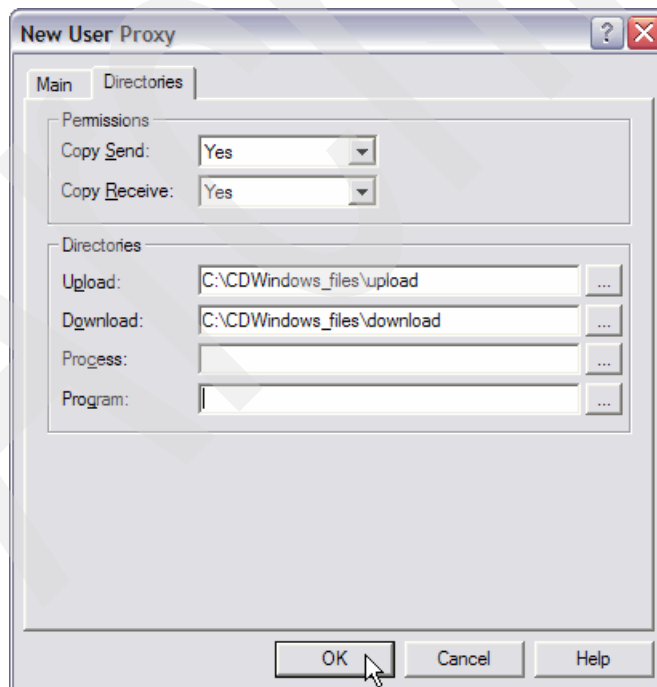 New User Proxy
Main
Directories
Permissions
Copy Send:
Yes
Copy Receive:
Yes
Directories
Upload:
C:\CDWindows_files\upload
...
Download:
C:\CDWindows_files\download
...
Process:
...
Program:
...
OK
Cancel
Help